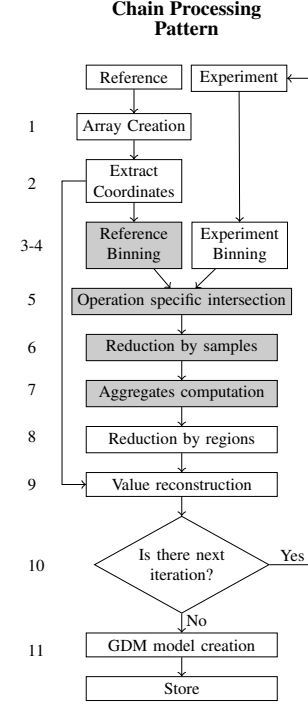 Chain Processing
Pattern
Reference
Experiment
1
Array Creation
2
Extract
Coordinates
3-4
Reference
Binning
Experiment
Binning
5
Operation specific intersection
6
Reduction by samples
7
Aggregates computation
8
Reduction by regions
9
Value reconstruction
10
Is there next
iteration?
Yes
No
11
GDM model creation
Store